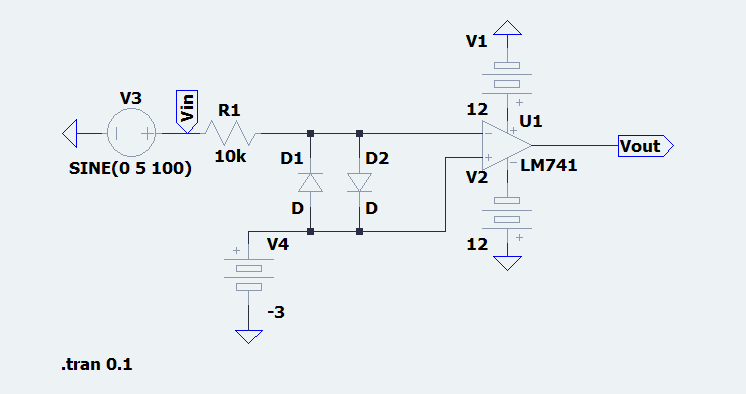 V1
V3
Vin
R1
12
U1
+
-
+
-
+
10k
D1
D2
-
+
Vout
SINE(0 5 100)
V2
LM741
D
D
V4
+
12
+
-3
.tran 0.1